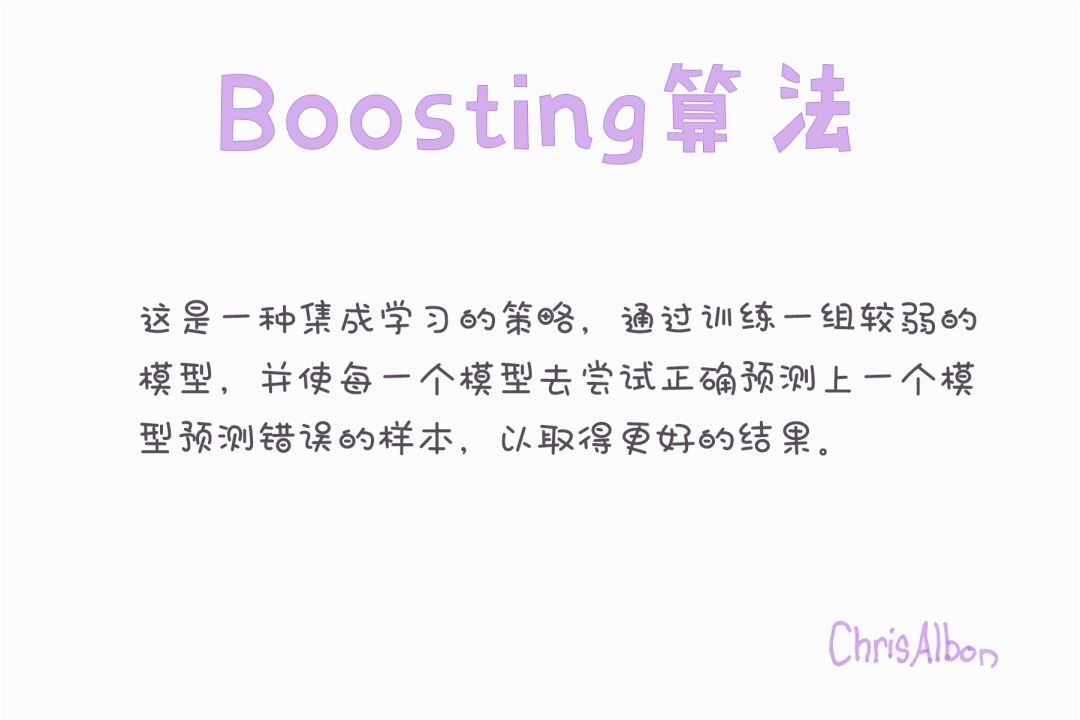 Boosting算法
这是一种集成学习的策略，通过训练一组较弱的
模型，并使每一个模型去尝试正确预测上一个模
型预测错误的样本，以取得更好的结果。
ChrisAlbon